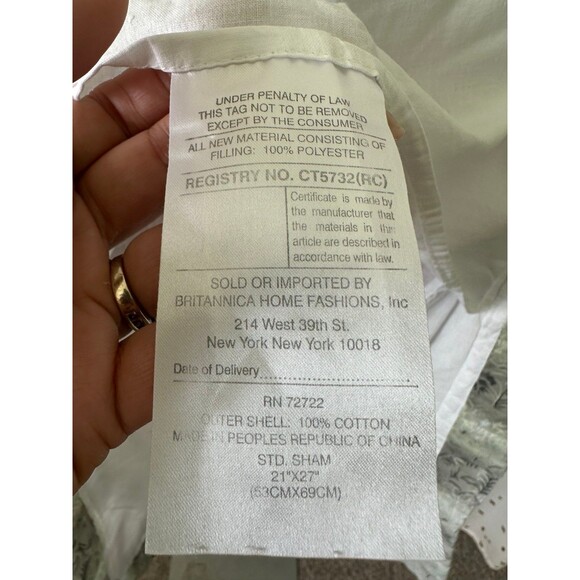 UNDER PENALTY OF LAW
THIS TAG NOT TO BE REMOVED
EXCEPT BY THE CONSUMER
ALL NEW MATERIAL CONSISTING OF
FILLING: 100% POLYESTER
REGISTRY NO. CT5732(RC)
Certificate is made by
the manufacturer that
the materials in this
article are described in
accordance with law.
SOLD OR IMPORTED BY
BRITANNICA HOME FASHIONS, Inc
214 West 39th St.
New York New York 10018
Date of Delivery
RN 72722
OUTER SHELL: 100% COTTON
MADE IN PEOPLES REPUBLIC OF CHINA
STD. SHAM
21"X27"
(53CMX69CM)